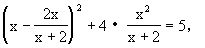 (x − 2x/(x + 2))² + 4 · x²/(x + 2) = 5,